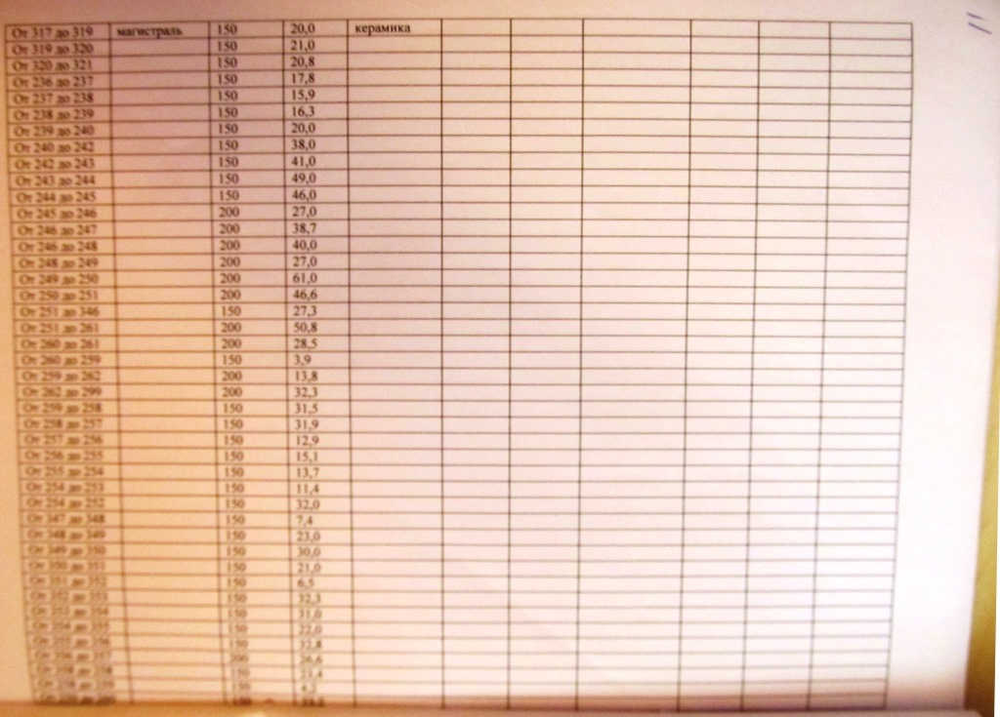 От 317 до 319 магистраль 150 20,0 керамика
От 319 до 320 150 21,0
От 320 до 321 150 20,8
От 236 до 237 150 17,8
От 237 до 238 150 15,9
От 238 до 239 150 16,3
От 239 до 240 150 20,0
От 240 до 242 150 38,0
От 242 до 243 150 41,0
От 243 до 244 150 49,0
От 244 до 245 150 46,0
От 245 до 246 200 27,0
От 246 до 247 200 38,7
От 246 до 248 200 40,0
От 248 до 249 200 27,0
От 249 до 250 200 61,0
От 250 до 251 200 46,6
От 251 до 346 150 27,3
От 251 до 261 200 50,8
От 260 до 261 200 28,5
От 260 до 259 150 3,9
От 259 до 262 200 13,8
От 262 до 299 200 32,3
От 259 до 258 150 31,5
От 258 до 257 150 31,9
От 257 до 256 150 12,9
От 256 до 255 150 15,1
От 255 до 254 150 13,7
От 254 до 253 150 11,4
От 254 до 252 150 32,0
От 347 до 348 150 7,4
От 348 до 349 150 23,0
От 349 до 350 150 30,0
От 350 до 351 150 21,0
От 351 до 352 150 6,5
От 352 до 353 150 32,3
От 353 до 354 150 31,0
От 354 до 355 150 22,0
От до 150 32,8
От до 200 26,6
От до 150
От до 150
150